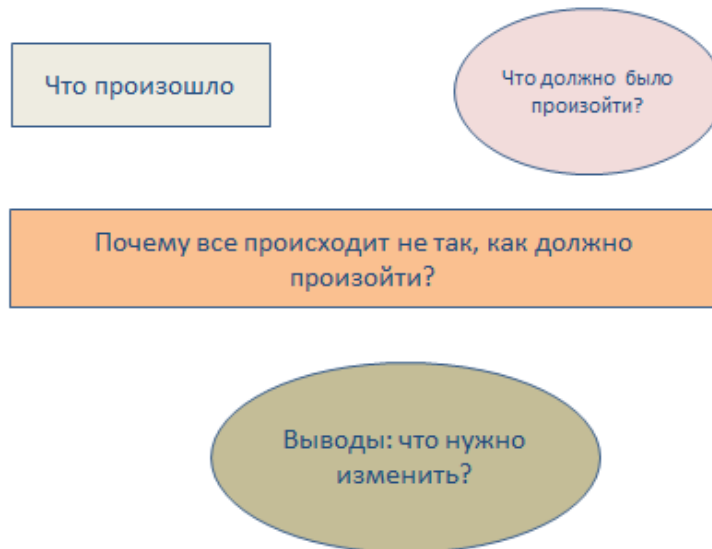 Что произошло
Что должно было
произойти?
Почему все происходит не так, как должно
произойти?
Выводы: что нужно
изменить?